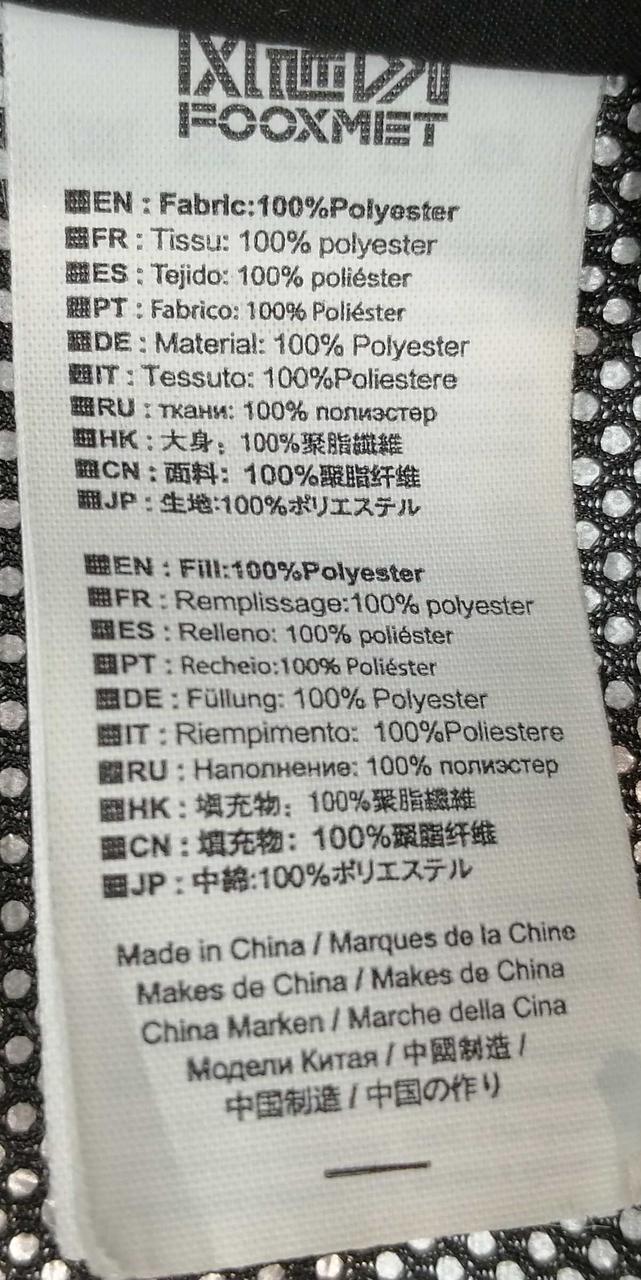 FOOXMET
EN : Fabric:100%Polyester
FR : Tissu: 100% polyester
ES : Tejido: 100% poliéster
PT : Fabrico: 100% Poliéster
DE : Material: 100% Polyester
IT : Tessuto: 100%Poliestere
RU : ткани: 100% полиэстер
HK : 大身：100%聚脂纖維
CN : 面料：100%聚脂纤维
JP : 生地:100%ポリエステル
EN : Fill:100%Polyester
FR : Remplissage:100% polyester
ES : Relleno: 100% poliéster
PT : Recheio:100% Poliéster
DE : Füllung: 100% Polyester
IT : Riempimento: 100%Poliestere
RU : Наполнение: 100% полиэстер
HK : 填充物：100%聚脂纖維
CN : 填充物：100%聚脂纤维
JP : 中綿:100%ポリエステル
Made in China / Marques de la Chine
Makes de China / Makes de China
China Marken / Marche della Cina
Модели Китая / 中國制造 /
中国制造 / 中国の作り